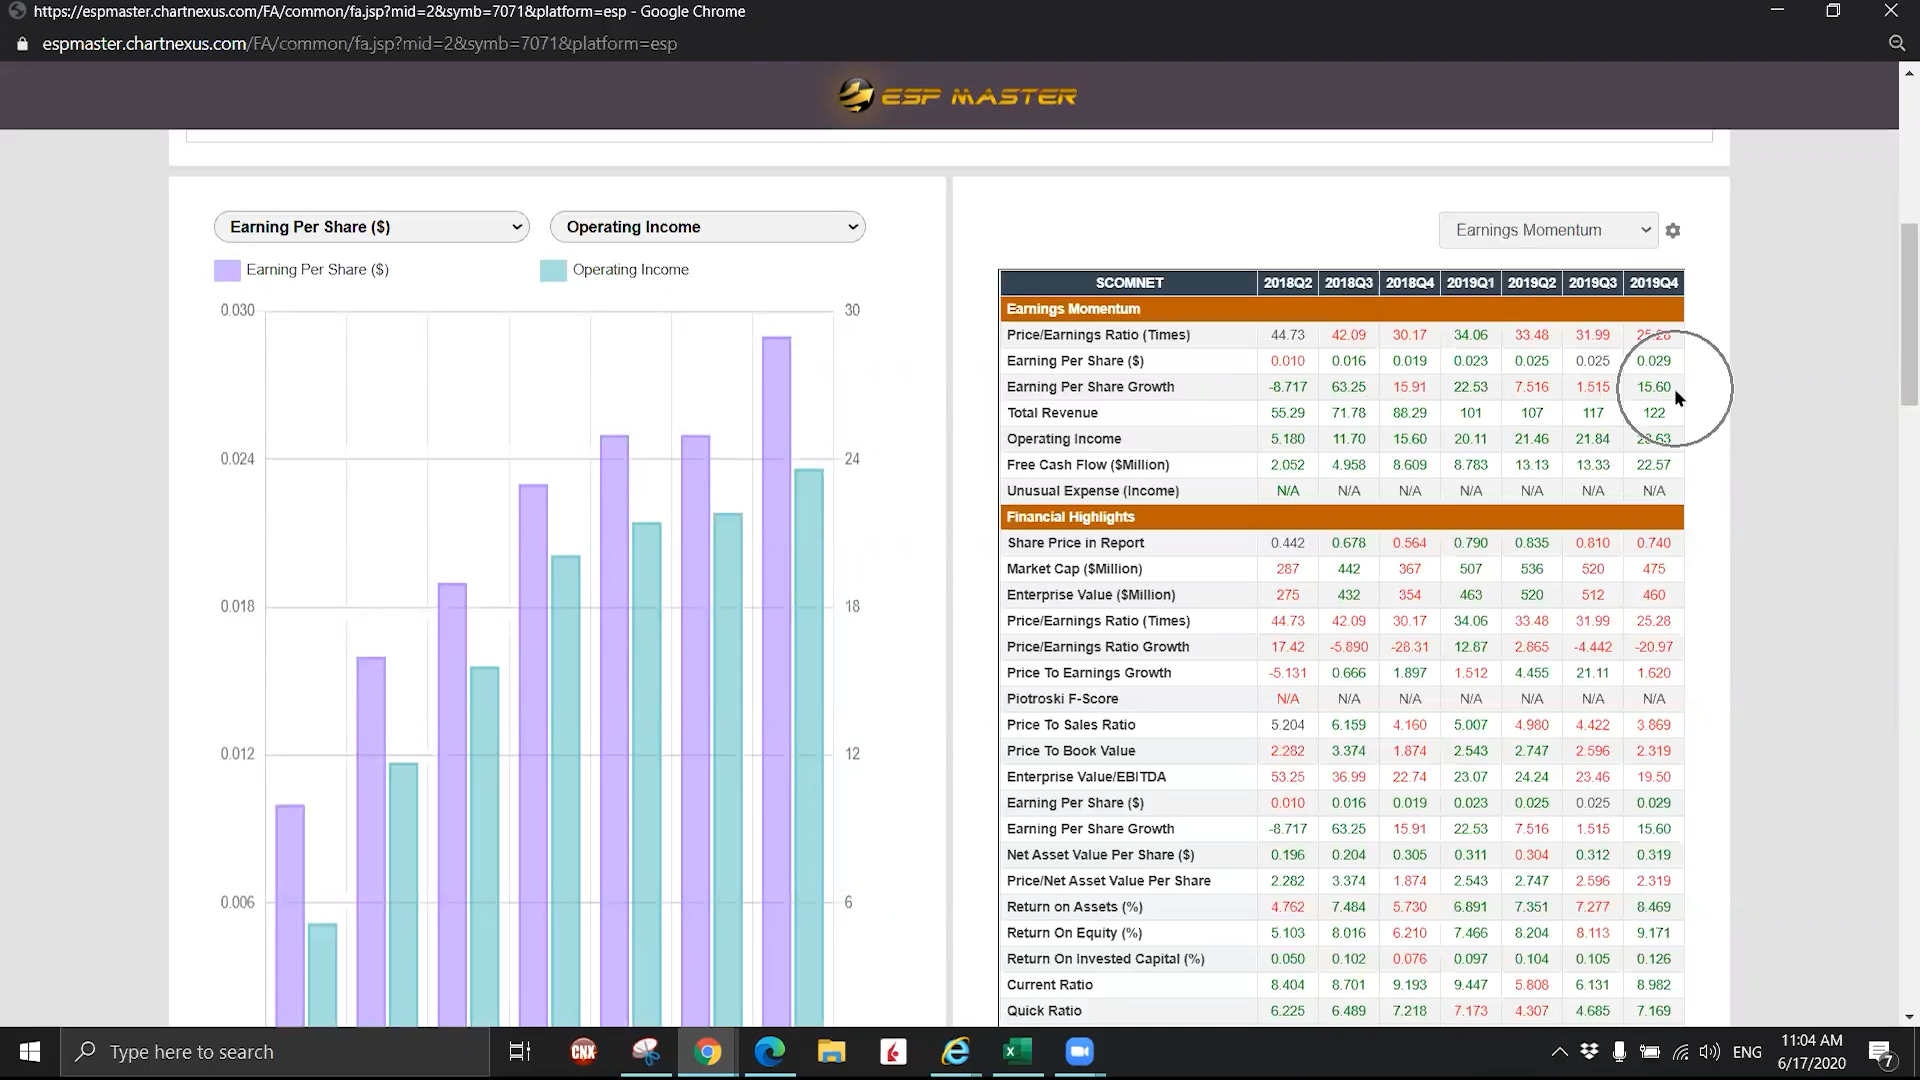 https://espmaster.chartnexus.com/FA/common/fa.jsp?mid=2&symb=7071&platform=esp - Google Chrome
espmaster.chartnexus.com/FA/common/fa.jsp?mid=2&symb=7071&platform=esp
ESP MASTER
Earning Per Share ($) Operating Income
Earning Per Share ($) Operating Income
0.030 30
0.024 24
0.018 18
0.012 12
0.006 6
Earnings Momentum
SCOMNET 2018Q2 2018Q3 2018Q4 2019Q1 2019Q2 2019Q3 2019Q4
Earnings Momentum
Price/Earnings Ratio (Times) 44.73 42.09 30.17 34.06 33.48 31.99 25.28
Earning Per Share ($) 0.010 0.016 0.019 0.023 0.025 0.025 0.029
Earning Per Share Growth -8.717 63.25 15.91 22.53 7.516 1.515 15.60
Total Revenue 55.29 71.78 88.29 101 107 117 122
Operating Income 5.180 11.70 15.60 20.11 21.46 21.84 23.63
Free Cash Flow ($Million) 2.052 4.958 8.609 8.783 13.13 13.33 22.57
Unusual Expense (Income) N/A N/A N/A N/A N/A N/A N/A
Financial Highlights
Share Price in Report 0.442 0.678 0.564 0.790 0.835 0.810 0.740
Market Cap ($Million) 287 442 367 507 536 520 475
Enterprise Value ($Million) 275 432 354 463 520 512 460
Price/Earnings Ratio (Times) 44.73 42.09 30.17 34.06 33.48 31.99 25.28
Price/Earnings Ratio Growth 17.42 -5.890 -28.31 12.87 2.865 -4.442 -20.97
Price To Earnings Growth -5.131 0.666 1.897 1.512 4.455 21.11 1.620
Piotroski F-Score N/A N/A N/A N/A N/A N/A N/A
Price To Sales Ratio 5.204 6.159 4.160 5.007 4.980 4.422 3.869
Price To Book Value 2.282 3.374 1.874 2.543 2.747 2.596 2.319
Enterprise Value/EBITDA 53.25 36.99 22.74 23.07 24.24 23.46 19.50
Earning Per Share ($) 0.010 0.016 0.019 0.023 0.025 0.025 0.029
Earning Per Share Growth -8.717 63.25 15.91 22.53 7.516 1.515 15.60
Net Asset Value Per Share ($) 0.196 0.204 0.305 0.311 0.304 0.312 0.319
Price/Net Asset Value Per Share 2.282 3.374 1.874 2.543 2.747 2.596 2.319
Return on Assets (%) 4.762 7.484 5.730 6.891 7.351 7.277 8.469
Return On Equity (%) 5.103 8.016 6.210 7.466 8.204 8.113 9.171
Return On Invested Capital (%) 0.050 0.102 0.076 0.097 0.104 0.105 0.126
Current Ratio 8.404 8.701 9.193 9.447 5.808 6.131 8.982
Quick Ratio 6.225 6.489 7.218 7.173 4.307 4.685 7.169
Type here to search
CNX
ENG
11:04 AM
6/17/2020
7